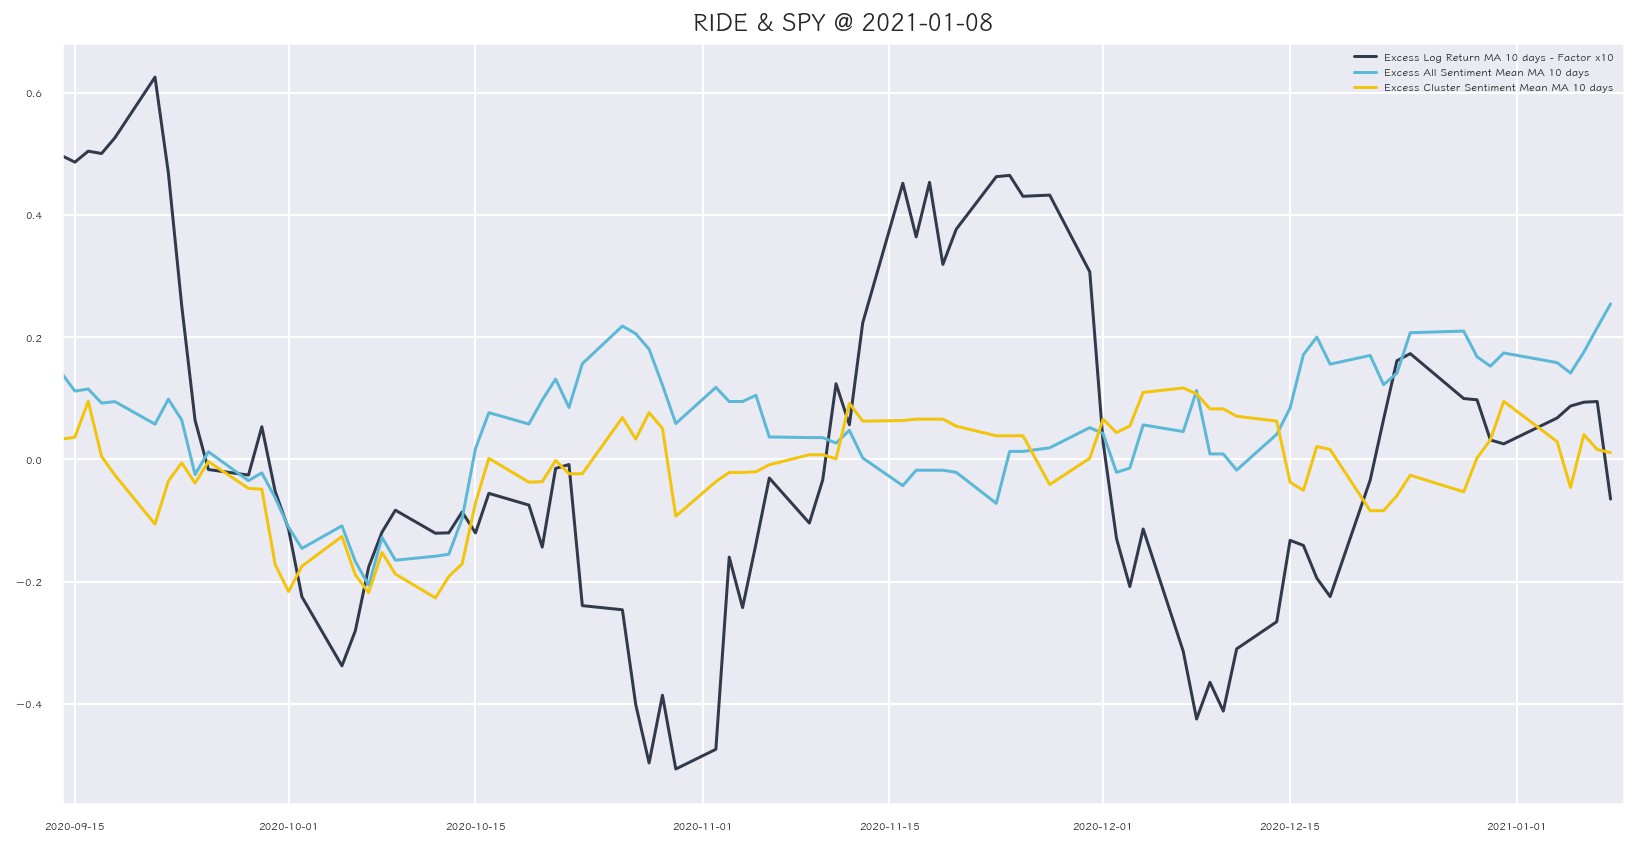 RIDE & SPY @ 2021-01-08
Excess Log Return MA 10 days - Factor x10
Excess All Sentiment Mean MA 10 days
Excess Cluster Sentiment Mean MA 10 days
0.6
0.4
0.2
0.0
−0.2
−0.4
2020-09-15 2020-10-01 2020-10-15 2020-11-01 2020-11-15 2020-12-01 2020-12-15 2021-01-01